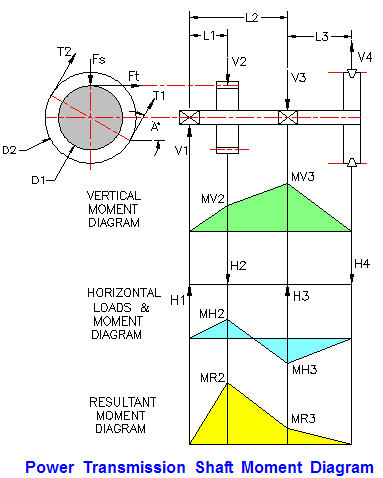 L2
T2
Fs
L1
L3
V2
V4
Ft
T1
V3
A°
D2
D1
V1
VERTICAL
MOMENT
DIAGRAM
MV2
MV3
H2
H4
HORIZONTAL
LOADS &
MOMENT
DIAGRAM
H1
H3
MH2
MH3
RESULTANT
MOMENT
DIAGRAM
MR2
MR3
Power Transmission Shaft Moment Diagram